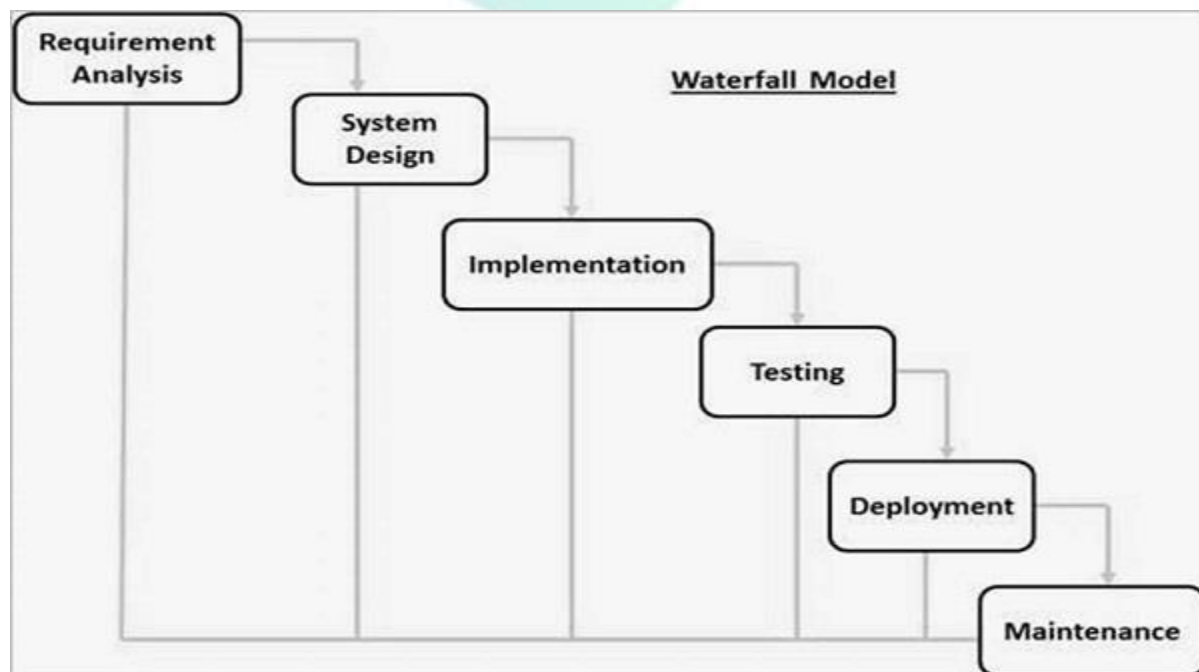 Requirement
Analysis
Waterfall Model
System
Design
Implementation
Testing
Deployment
Maintenance